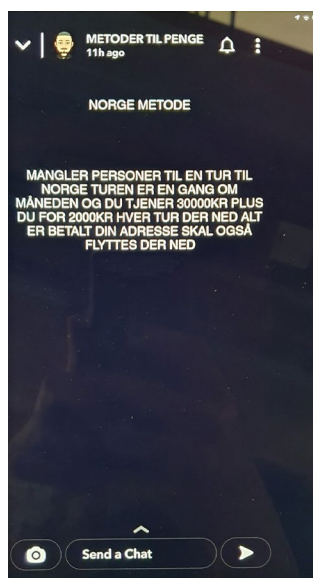 METODER TIL PENGE
11h ago
NORGE METODE
MANGLER PERSONER TIL EN TUR TIL
NORGE TUREN ER EN GANG OM
MÅNEDEN OG DU TJENER 30000KR PLUS
DU FOR 2000KR HVER TUR DER NED ALT
ER BETALT DIN ADRESSE SKAL OGSÅ
FLYTTES DER NED
Send a Chat